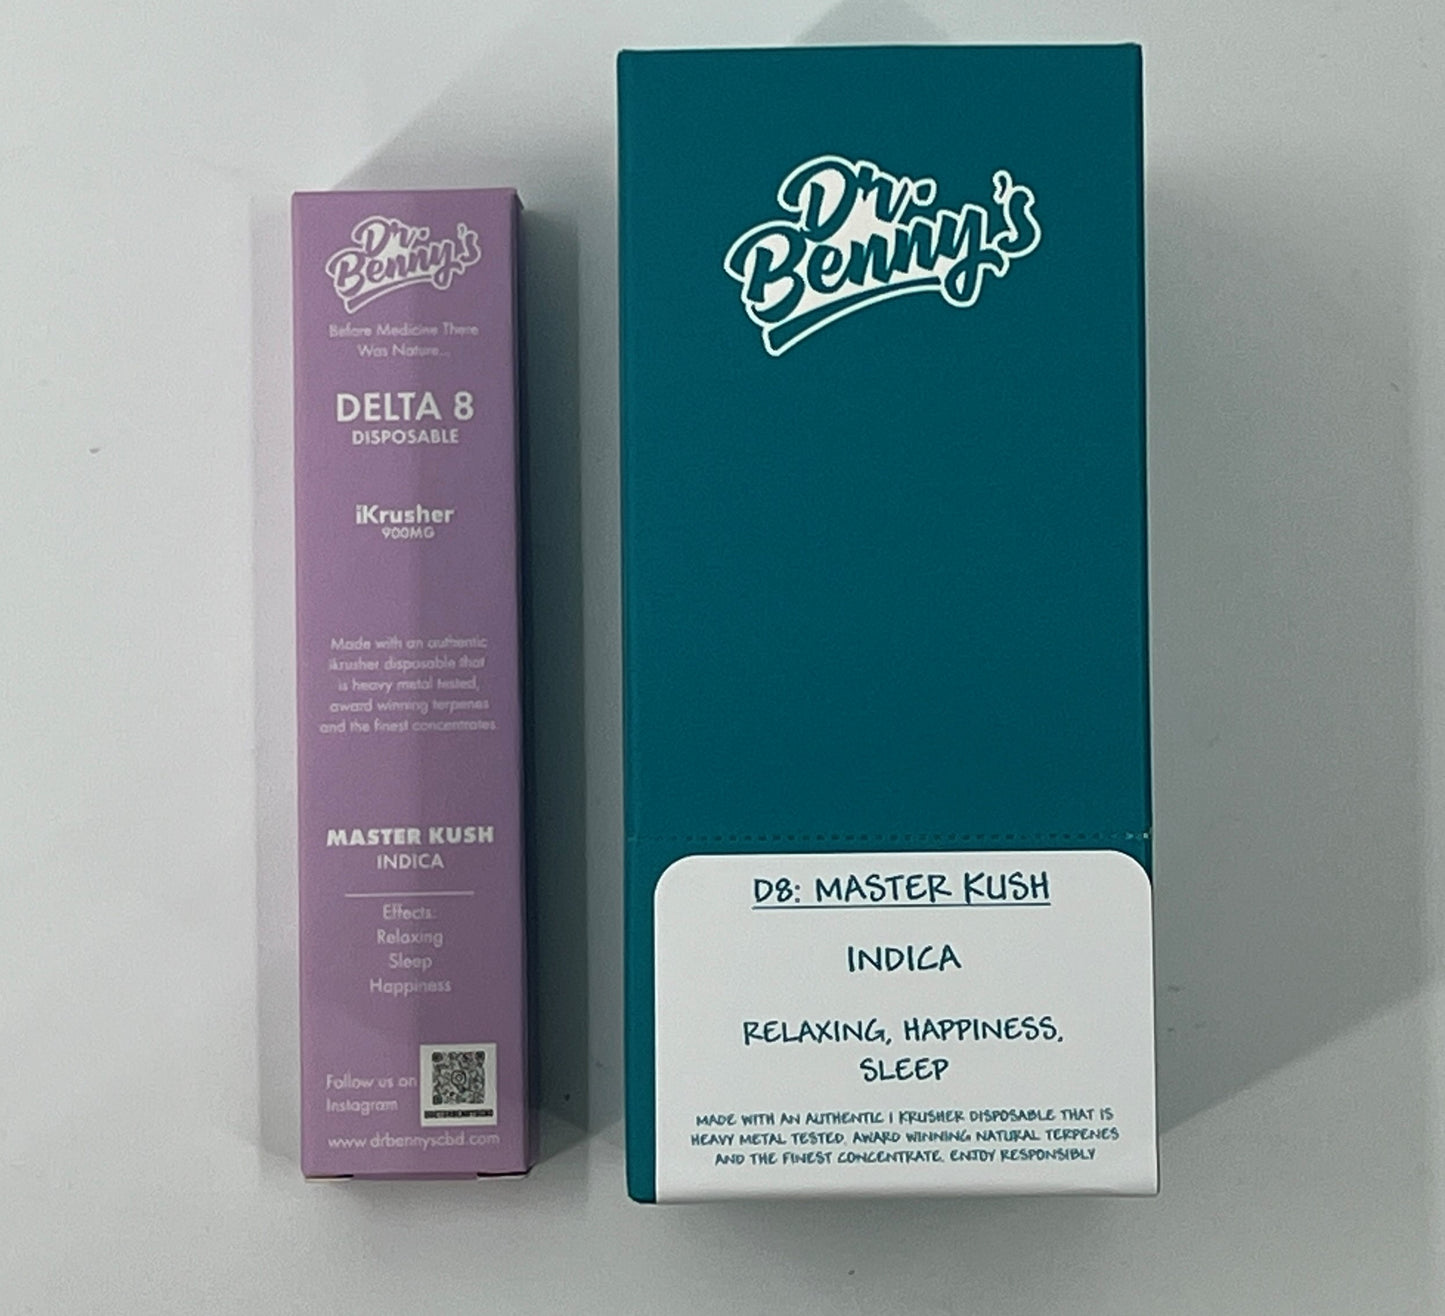 Dr.
Benny's
Before Medicine There
Was Nature...
DELTA 8
DISPOSABLE
iKrusher
900MG
Made with an authentic
ikrusher disposable that
is heavy metal tested,
award winning terpenes
and the finest concentrates.
MASTER KUSH
INDICA
Effects:
Relaxing
Sleep
Happiness
Follow us on
Instagram
DOCTORBENNYSCBD
www.drbennyscbd.com
Dr.
Benny's
D8: MASTER KUSH
INDICA
RELAXING, HAPPINESS,
SLEEP
MADE WITH AN AUTHENTIC I KRUSHER DISPOSABLE THAT IS
HEAVY METAL TESTED, AWARD WINNING NATURAL TERPENES
AND THE FINEST CONCENTRATE. ENJOY RESPONSIBLY